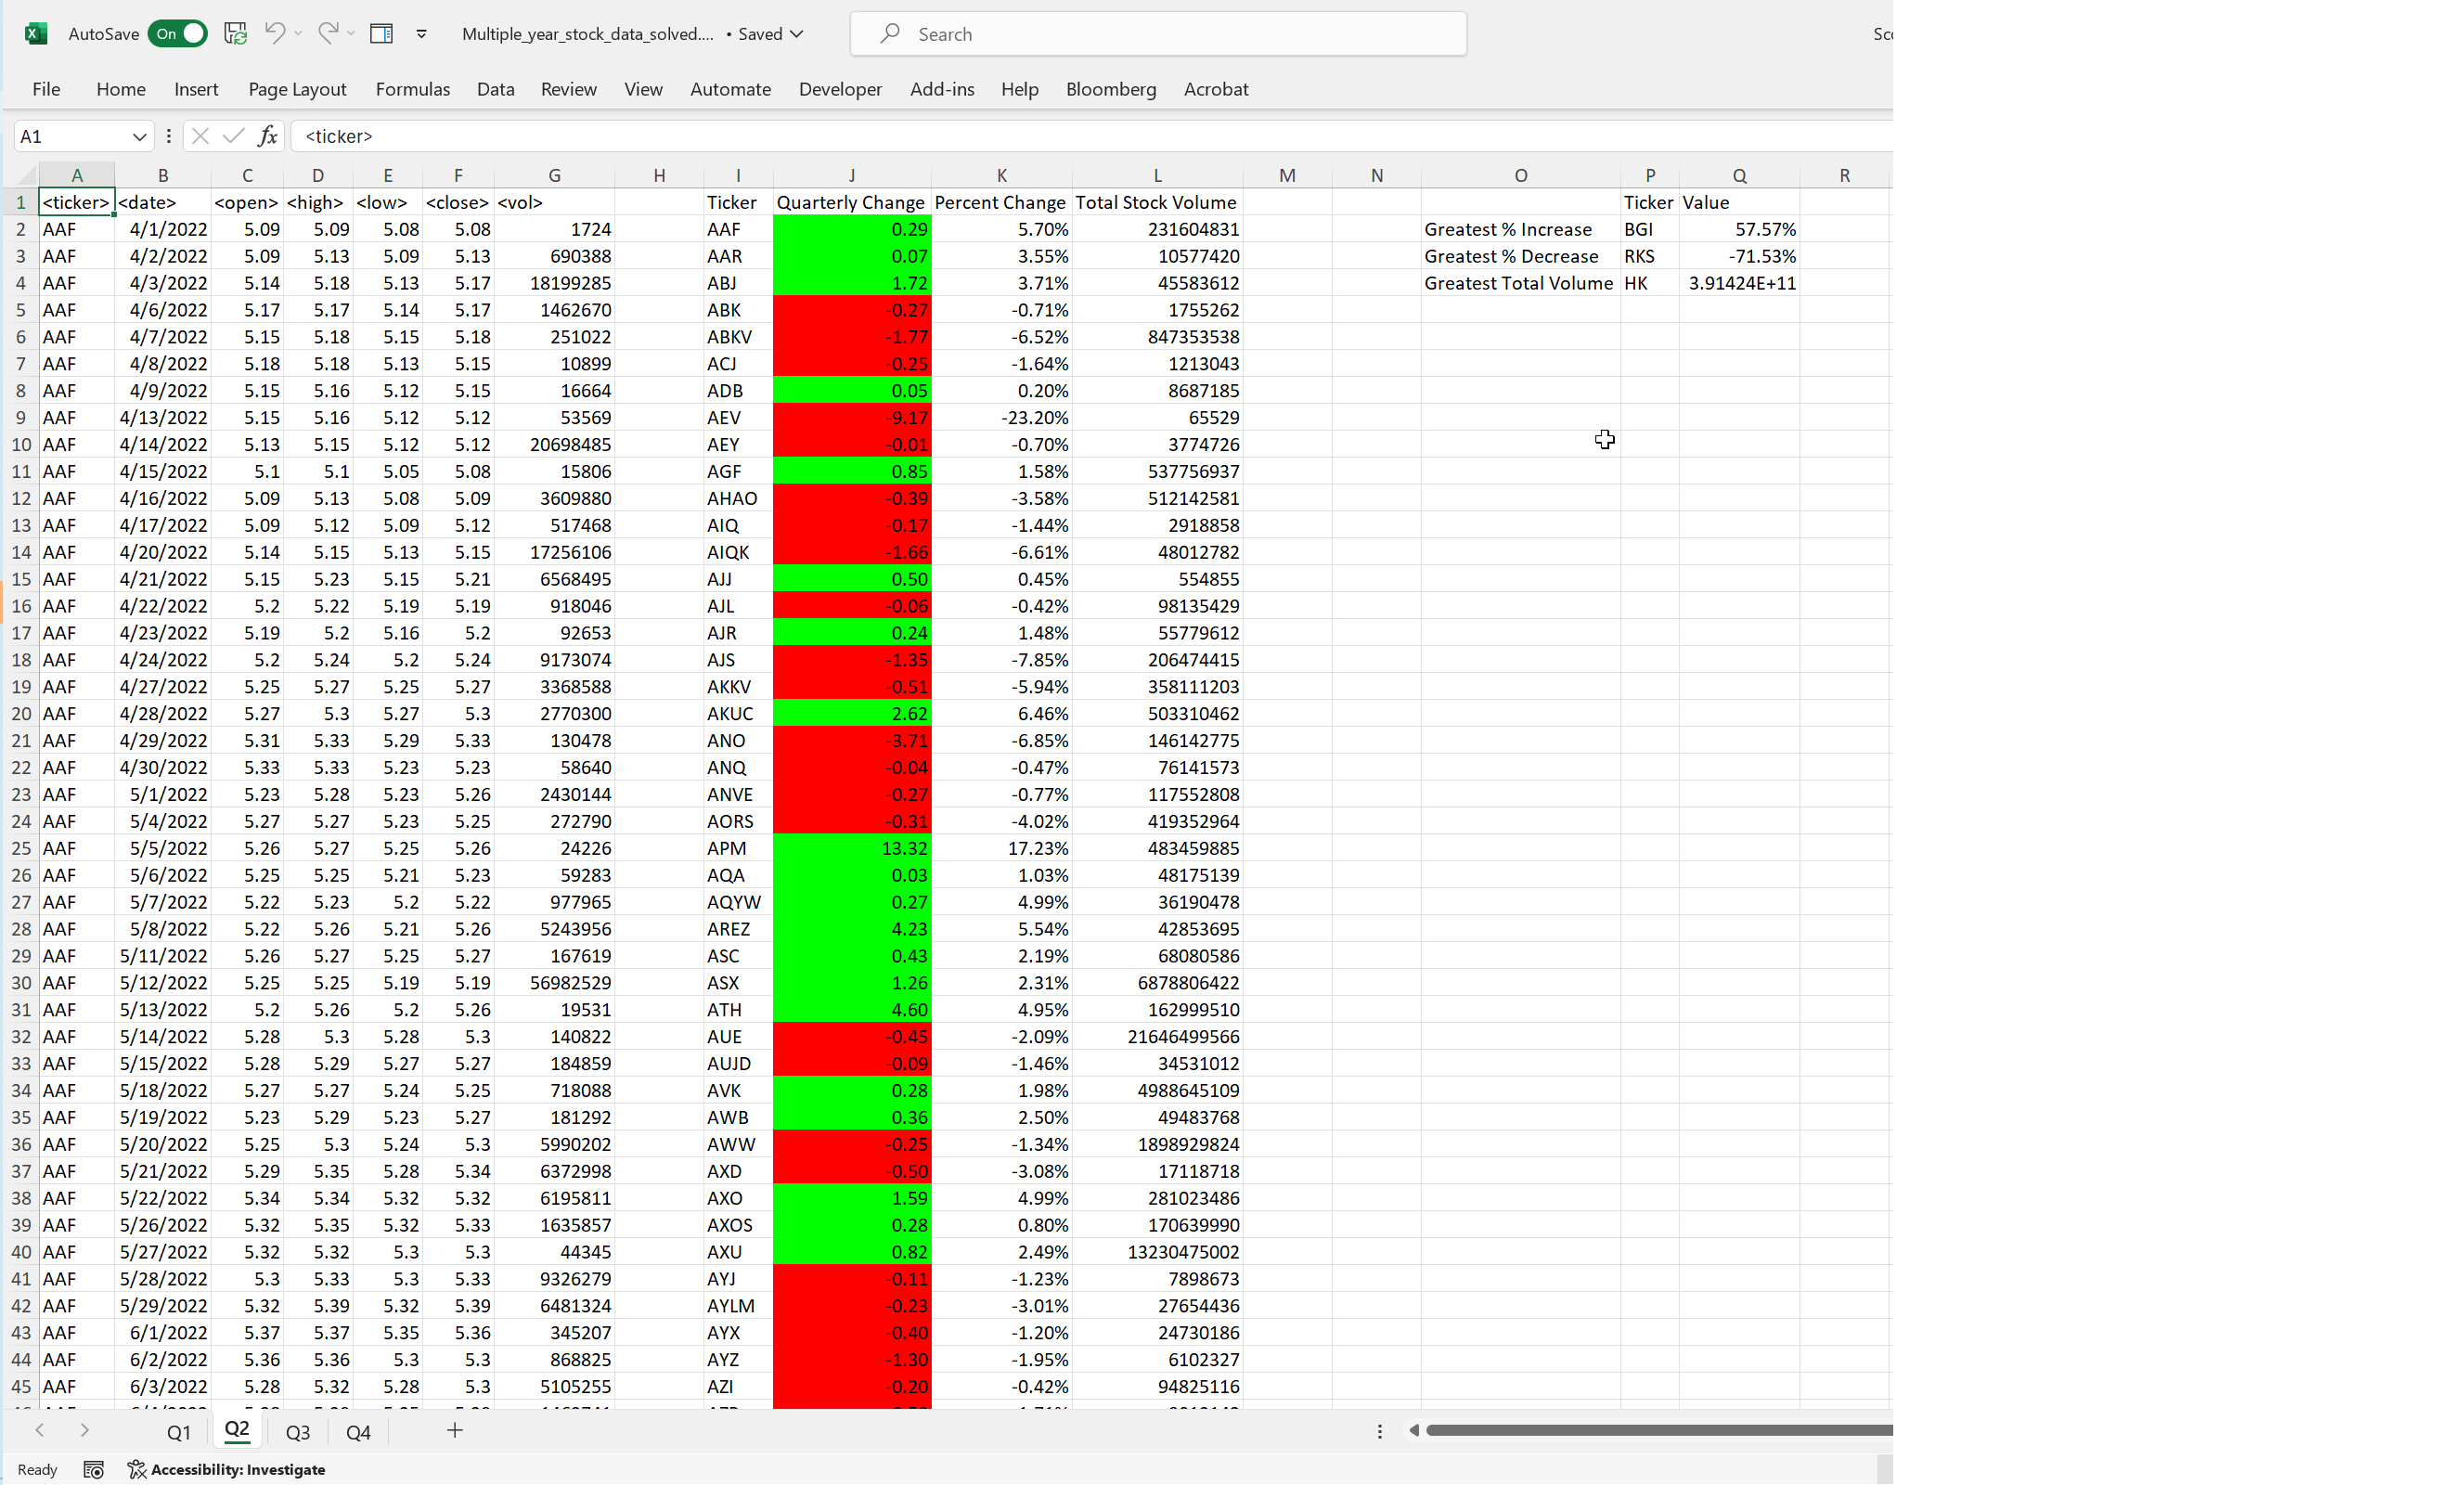 AutoSave On Multiple_year_stock_data_solved.... • Saved Search
File Home Insert Page Layout Formulas Data Review View Automate Developer Add-ins Help Bloomberg Acrobat
A1 fx <ticker>
A B C D E F G H I J K L M N O P Q R
1 <ticker> <date> <open> <high> <low> <close> <vol> Ticker Quarterly Change Percent Change Total Stock Volume Ticker Value
2 AAF 4/1/2022 5.09 5.09 5.08 5.08 1724 AAF 0.29 5.70% 231604831 Greatest % Increase BGI 57.57%
3 AAF 4/2/2022 5.09 5.13 5.09 5.13 690388 AAR 0.07 3.55% 10577420 Greatest % Decrease RKS -71.53%
4 AAF 4/3/2022 5.14 5.18 5.13 5.17 18199285 ABJ 1.72 3.71% 45583612 Greatest Total Volume HK 3.91424E+11
5 AAF 4/6/2022 5.17 5.17 5.14 5.17 1462670 ABK -0.27 -0.71% 1755262
6 AAF 4/7/2022 5.15 5.18 5.15 5.18 251022 ABKV -1.77 -6.52% 847353538
7 AAF 4/8/2022 5.18 5.18 5.13 5.15 10899 ACJ -0.25 -1.64% 1213043
8 AAF 4/9/2022 5.15 5.16 5.12 5.15 16664 ADB 0.05 0.20% 8687185
9 AAF 4/13/2022 5.15 5.16 5.12 5.12 53569 AEV -9.17 -23.20% 65529
10 AAF 4/14/2022 5.13 5.15 5.12 5.12 20698485 AEY -0.01 -0.70% 3774726
11 AAF 4/15/2022 5.1 5.1 5.05 5.08 15806 AGF 0.85 1.58% 537756937
12 AAF 4/16/2022 5.09 5.13 5.08 5.09 3609880 AHAO -0.39 -3.58% 512142581
13 AAF 4/17/2022 5.09 5.12 5.09 5.12 517468 AIQ -0.17 -1.44% 2918858
14 AAF 4/20/2022 5.14 5.15 5.13 5.15 17256106 AIQK -1.66 -6.61% 48012782
15 AAF 4/21/2022 5.15 5.23 5.15 5.21 6568495 AJJ 0.50 0.45% 554855
16 AAF 4/22/2022 5.2 5.22 5.19 5.19 918046 AJL -0.06 -0.42% 98135429
17 AAF 4/23/2022 5.19 5.2 5.16 5.2 92653 AJR 0.24 1.48% 55779612
18 AAF 4/24/2022 5.2 5.24 5.2 5.24 9173074 AJS -1.35 -7.85% 206474415
19 AAF 4/27/2022 5.25 5.27 5.25 5.27 3368588 AKKV -0.51 -5.94% 358111203
20 AAF 4/28/2022 5.27 5.3 5.27 5.3 2770300 AKUC 2.62 6.46% 503310462
21 AAF 4/29/2022 5.31 5.33 5.29 5.33 130478 ANO -3.71 -6.85% 146142775
22 AAF 4/30/2022 5.33 5.33 5.23 5.23 58640 ANQ -0.04 -0.47% 76141573
23 AAF 5/1/2022 5.23 5.28 5.23 5.26 2430144 ANVE -0.27 -0.77% 117552808
24 AAF 5/4/2022 5.27 5.27 5.23 5.25 272790 AORS -0.31 -4.02% 419352964
25 AAF 5/5/2022 5.26 5.27 5.25 5.26 24226 APM 13.32 17.23% 483459885
26 AAF 5/6/2022 5.25 5.25 5.21 5.23 59283 AQA 0.03 1.03% 48175139
27 AAF 5/7/2022 5.22 5.23 5.2 5.22 977965 AQYW 0.27 4.99% 36190478
28 AAF 5/8/2022 5.22 5.26 5.21 5.26 5243956 AREZ 4.23 5.54% 42853695
29 AAF 5/11/2022 5.26 5.27 5.25 5.27 167619 ASC 0.43 2.19% 68080586
30 AAF 5/12/2022 5.25 5.25 5.19 5.19 56982529 ASX 1.26 2.31% 6878806422
31 AAF 5/13/2022 5.2 5.26 5.2 5.26 19531 ATH 4.60 4.95% 162999510
32 AAF 5/14/2022 5.28 5.3 5.28 5.3 140822 AUE -0.45 -2.09% 21646499566
33 AAF 5/15/2022 5.28 5.29 5.27 5.27 184859 AUJD -0.09 -1.46% 34531012
34 AAF 5/18/2022 5.27 5.27 5.24 5.25 718088 AVK 0.28 1.98% 4988645109
35 AAF 5/19/2022 5.23 5.29 5.23 5.27 181292 AWB 0.36 2.50% 49483768
36 AAF 5/20/2022 5.25 5.3 5.24 5.3 5990202 AWW -0.25 -1.34% 1898929824
37 AAF 5/21/2022 5.29 5.35 5.28 5.34 6372998 AXD -0.50 -3.08% 17118718
38 AAF 5/22/2022 5.34 5.34 5.32 5.32 6195811 AXO 1.59 4.99% 281023486
39 AAF 5/26/2022 5.32 5.35 5.32 5.33 1635857 AXOS 0.28 0.80% 170639990
40 AAF 5/27/2022 5.32 5.32 5.3 5.3 44345 AXU 0.82 2.49% 13230475002
41 AAF 5/28/2022 5.3 5.33 5.3 5.33 9326279 AYJ -0.11 -1.23% 7898673
42 AAF 5/29/2022 5.32 5.39 5.32 5.39 6481324 AYLM -0.23 -3.01% 27654436
43 AAF 6/1/2022 5.37 5.37 5.35 5.36 345207 AYX -0.40 -1.20% 24730186
44 AAF 6/2/2022 5.36 5.36 5.3 5.3 868825 AYZ -1.30 -1.95% 6102327
45 AAF 6/3/2022 5.28 5.32 5.28 5.3 5105255 AZI -0.20 -0.42% 94825116
Q1 Q2 Q3 Q4
Ready Accessibility: Investigate